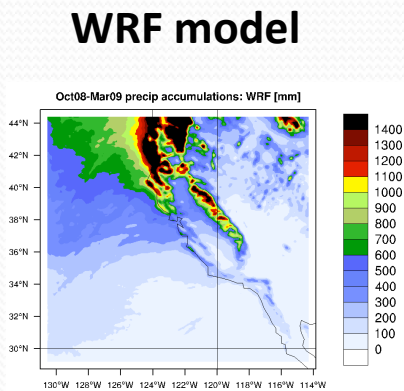 WRF model
Oct08-Mar09 precip accumulations: WRF [mm]
44°N
42°N
40°N
38°N
36°N
34°N
32°N
30°N
130°W 128°W 126°W 124°W 122°W 120°W 118°W 116°W 114°W
1400
1300
1200
1100
1000
900
800
700
600
500
400
300
200
100
0